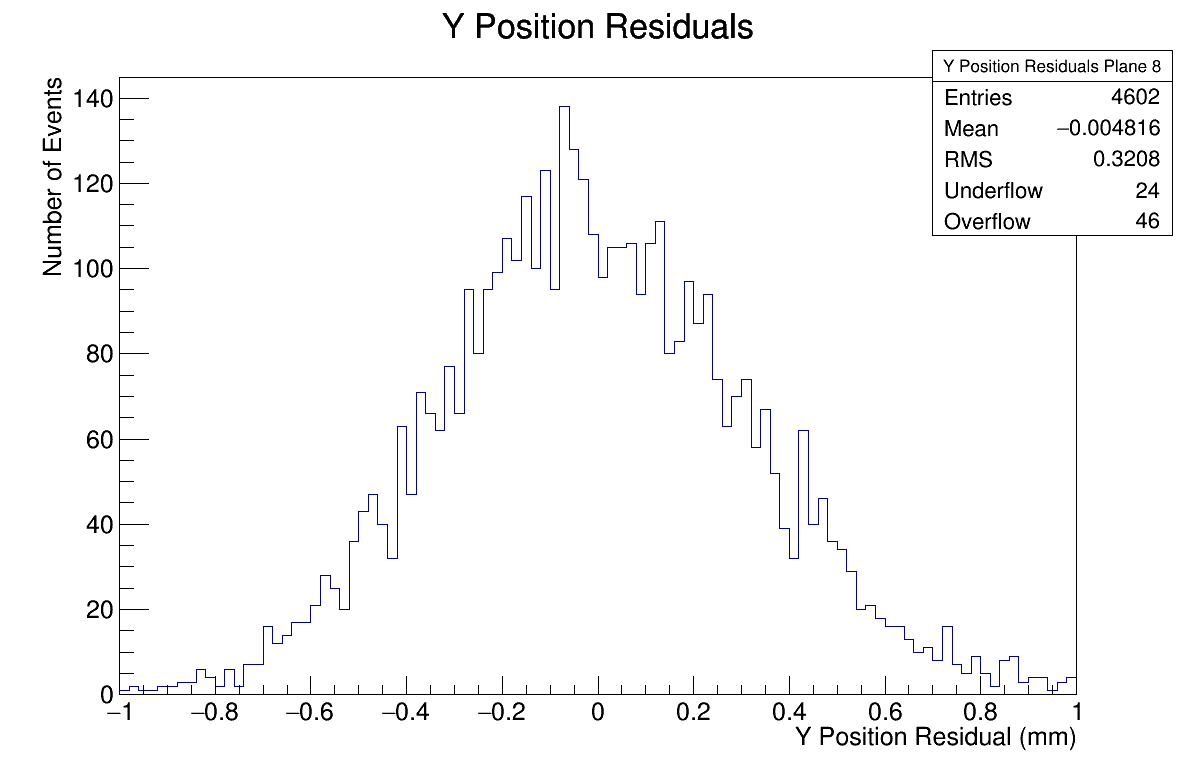 Y Position Residuals
Y Position Residuals Plane 8
Entries 4602
Mean −0.004816
RMS 0.3208
Underflow 24
Overflow 46
Number of Events
140
120
100
80
60
40
20
0
−1 −0.8 −0.6 −0.4 −0.2 0 0.2 0.4 0.6 0.8 1
Y Position Residual (mm)